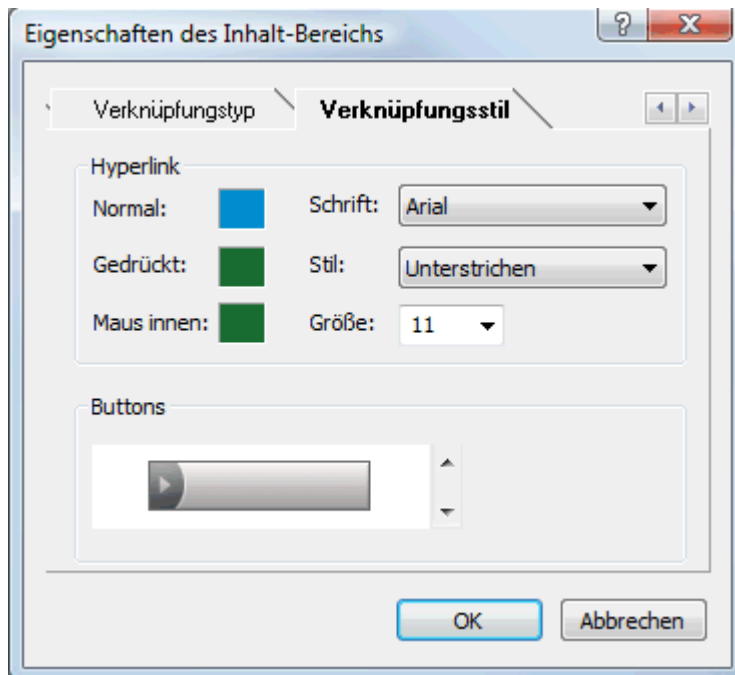 Eigenschaften des Inhalt-Bereichs
Verknüpfungstyp Verknüpfungsstil
Hyperlink
Normal: Schrift: Arial
Gedrückt: Stil: Unterstrichen
Maus innen: Größe: 11
Buttons
OK Abbrechen